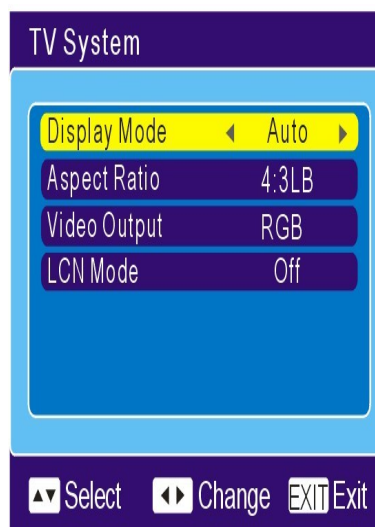 TV System
Display Mode Auto
Aspect Ratio 4:3LB
Video Output RGB
LCN Mode Off
Select Change EXIT Exit